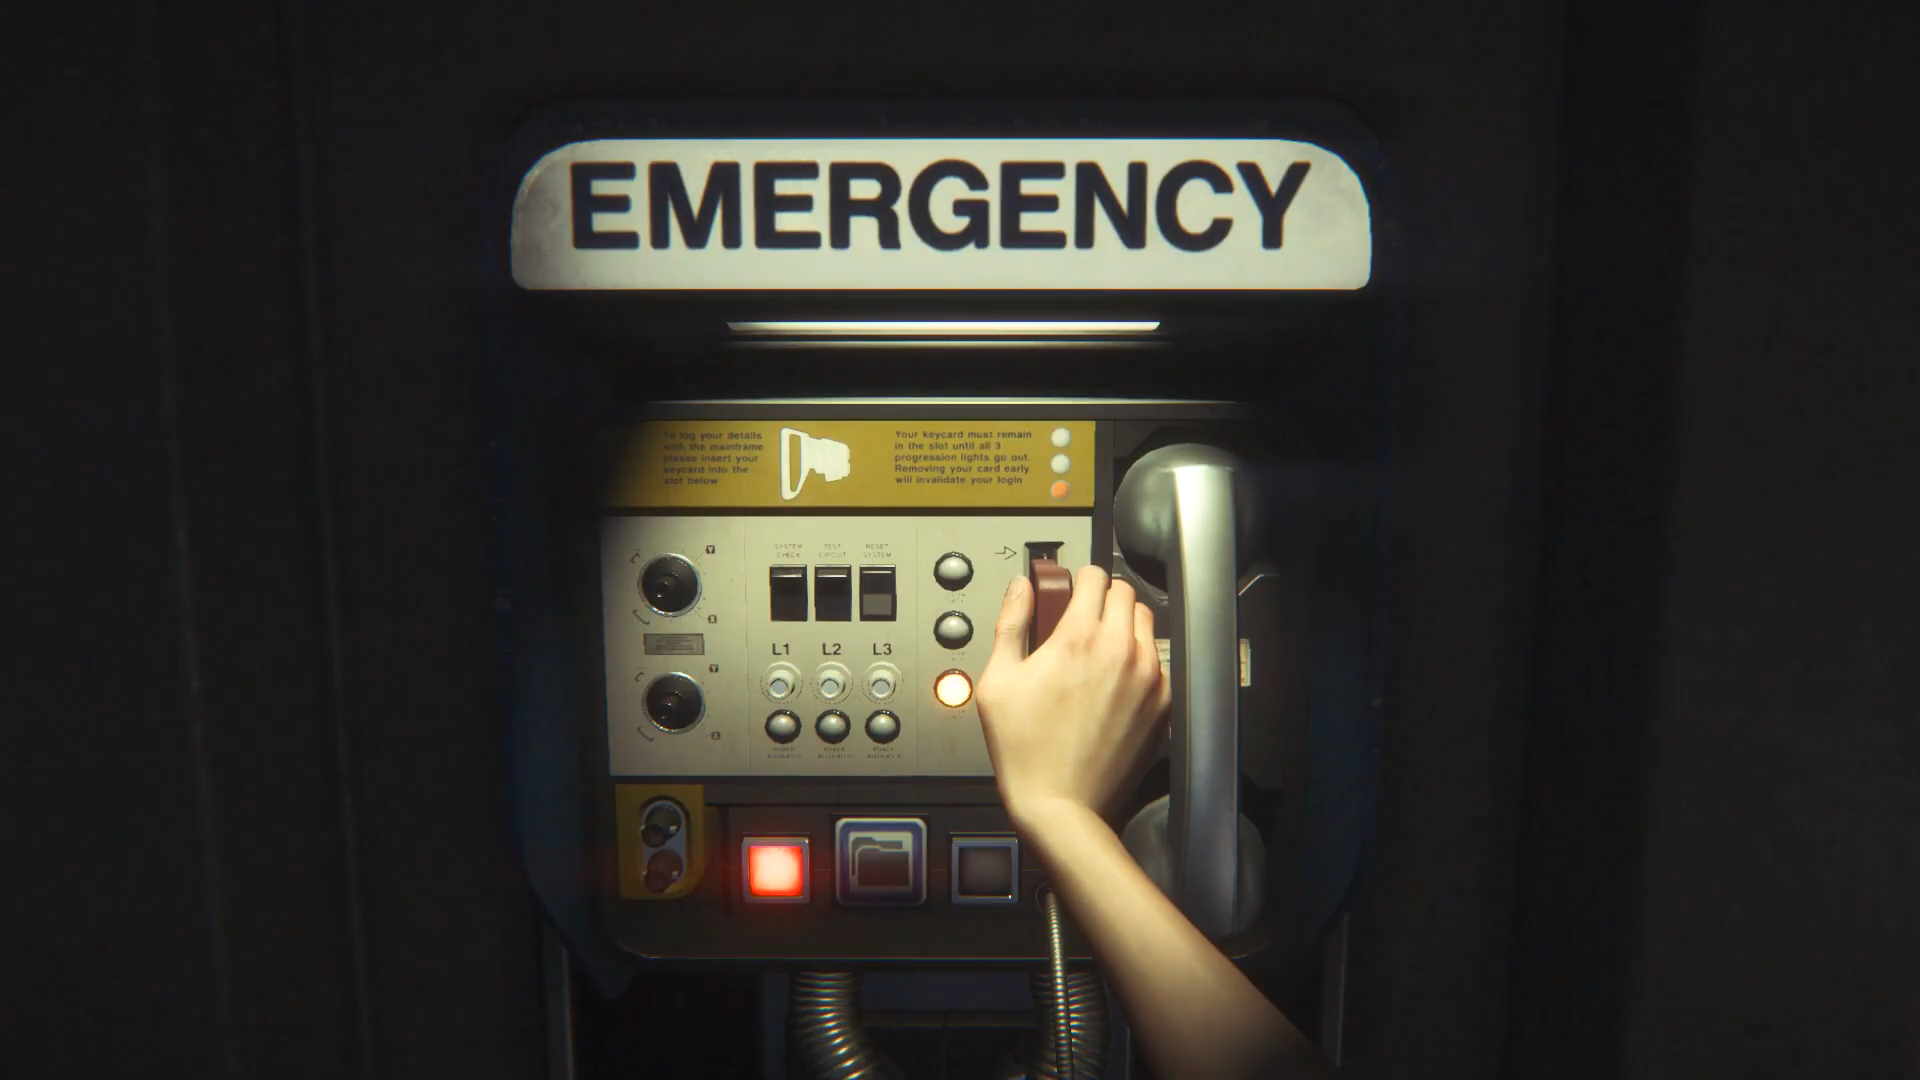 EMERGENCY
To log your details
with the mainframe
please insert your
keycard into the
slot below
Your keycard must remain
in the slot until all 3
progression lights go out.
Removing your card early
will invalidate your login
SYSTEM CHECK
TEST CIRCUIT
RESET SYSTEM
L1 L2 L3